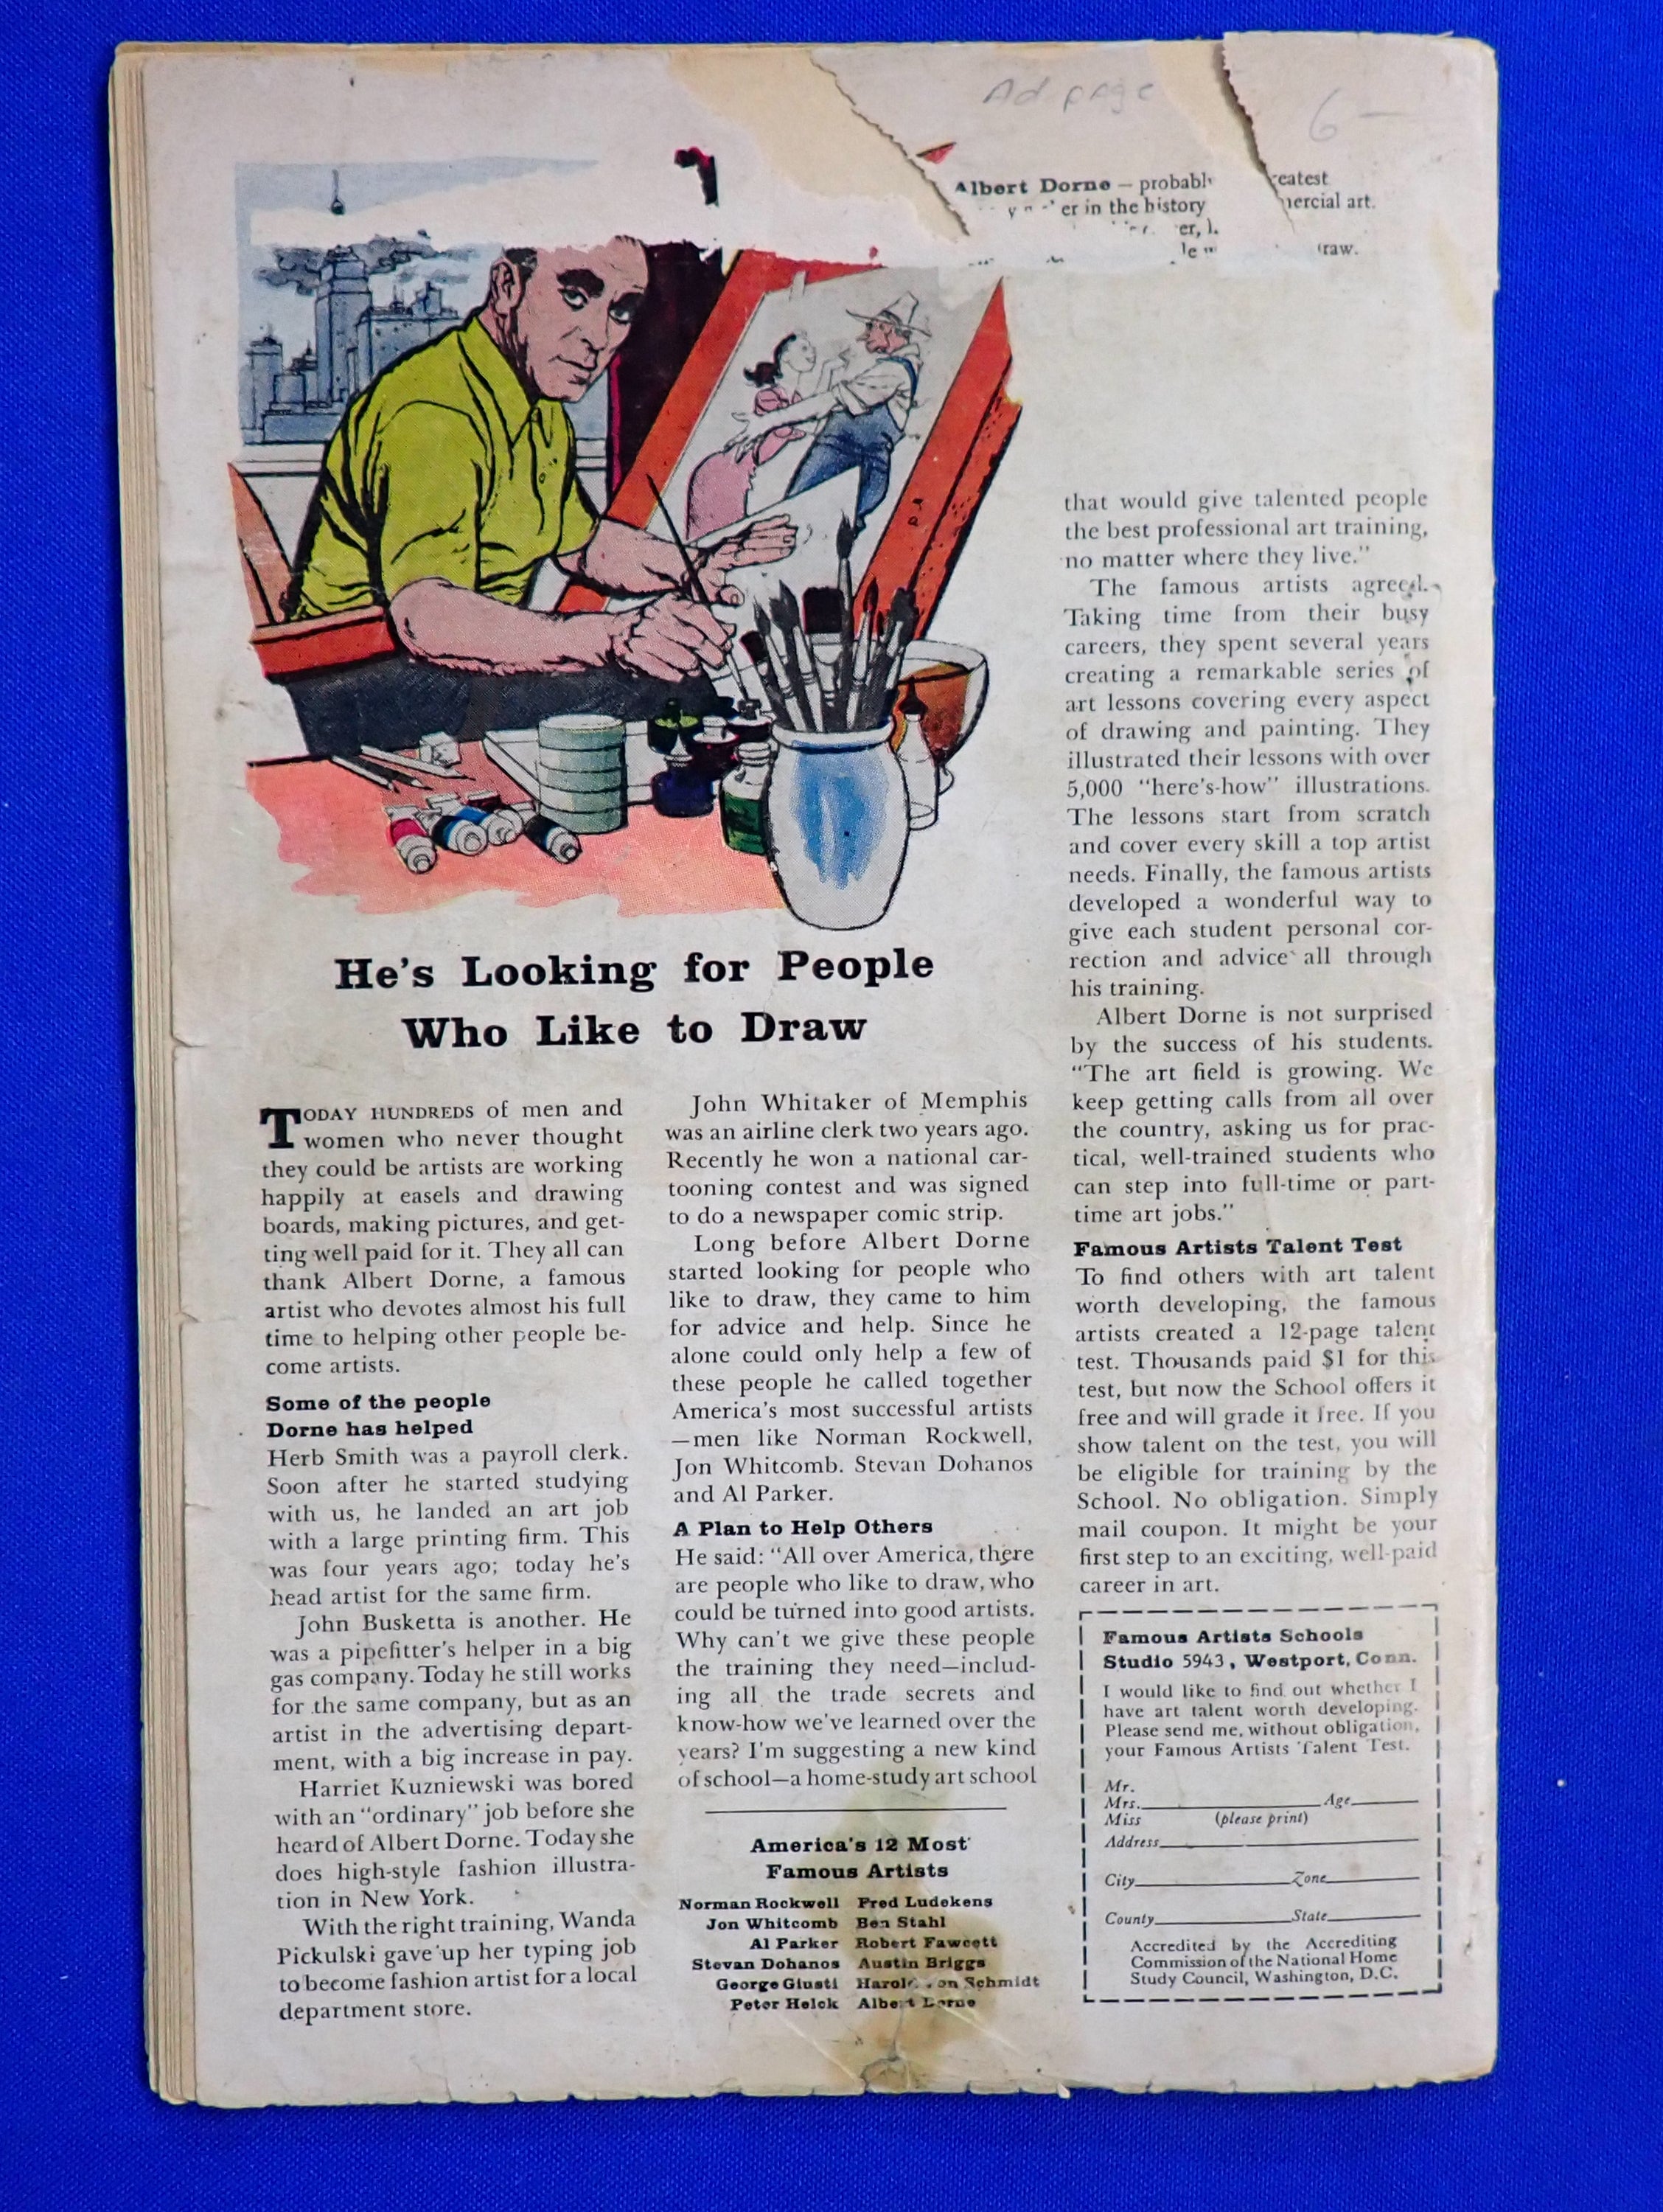 Ad page
6—
Albert Dorne — probably
er in the history
er,
He's Looking for People
Who Like to Draw
TODAY HUNDREDS of men and
women who never thought
they could be artists are working
happily at easels and drawing
boards, making pictures, and get-
ting well paid for it. They all can
thank Albert Dorne, a famous
artist who devotes almost his full
time to helping other people be-
come artists.
Some of the people
Dorne has helped
Herb Smith was a payroll clerk.
Soon after he started studying
with us, he landed an art job
with a large printing firm. This
was four years ago; today he's
head artist for the same firm.
John Busketta is another. He
was a pipefitter's helper in a big
gas company. Today he still works
for the same company, but as an
artist in the advertising depart-
ment, with a big increase in pay.
Harriet Kuzniewski was bored
with an "ordinary" job before she
heard of Albert Dorne. Today she
does high-style fashion illustra-
tion in New York.
With the right training, Wanda
Pickulski gave up her typing job
to become fashion artist for a local
department store.
John Whitaker of Memphis
was an airline clerk two years ago.
Recently he won a national car-
tooning contest and was signed
to do a newspaper comic strip.
Long before Albert Dorne
started looking for people who
like to draw, they came to him
for advice and help. Since he
alone could only help a few of
these people he called together
America's most successful artists
—men like Norman Rockwell,
Jon Whitcomb. Stevan Dohanos
and Al Parker.
A Plan to Help Others
He said: "All over America, there
are people who like to draw, who
could be turned into good artists.
Why can't we give these people
the training they need—includ-
ing all the trade secrets and
know-how we've learned over the
years? I'm suggesting a new kind
of school—a home-study art school
America's 12 Most
Famous Artists
Norman Rockwell Fred Ludekens
Jon Whitcomb Ben Stahl
Al Parker Robert Fawcett
Stevan Dohanos Austin Briggs
George Giusti Harold von Schmidt
Peter Helck Albert Dorne
eatest
mercial art.
raw.
that would give talented people
the best professional art training,
no matter where they live."
The famous artists agreed.
Taking time from their busy
careers, they spent several years
creating a remarkable series of
art lessons covering every aspect
of drawing and painting. They
illustrated their lessons with over
5,000 "here's-how" illustrations.
The lessons start from scratch
and cover every skill a top artist
needs. Finally, the famous artists
developed a wonderful way to
give each student personal cor-
rection and advice all through
his training.
Albert Dorne is not surprised
by the success of his students.
"The art field is growing. We
keep getting calls from all over
the country, asking us for prac-
tical, well-trained students who
can step into full-time or part-
time art jobs."
Famous Artists Talent Test
To find others with art talent
worth developing, the famous
artists created a 12-page talent
test. Thousands paid $1 for this
test, but now the School offers it
free and will grade it free. If you
show talent on the test, you will
be eligible for training by the
School. No obligation. Simply
mail coupon. It might be your
first step to an exciting, well-paid
career in art.
Famous Artists Schools
Studio 5943, Westport, Conn.
I would like to find out whether I
have art talent worth developing.
Please send me, without obligation,
your Famous Artists Talent Test.
Mr.
Mrs. Age
Miss (please print)
Address
City Zone
County State
Accredited by the Accrediting
Commission of the National Home
Study Council, Washington, D.C.